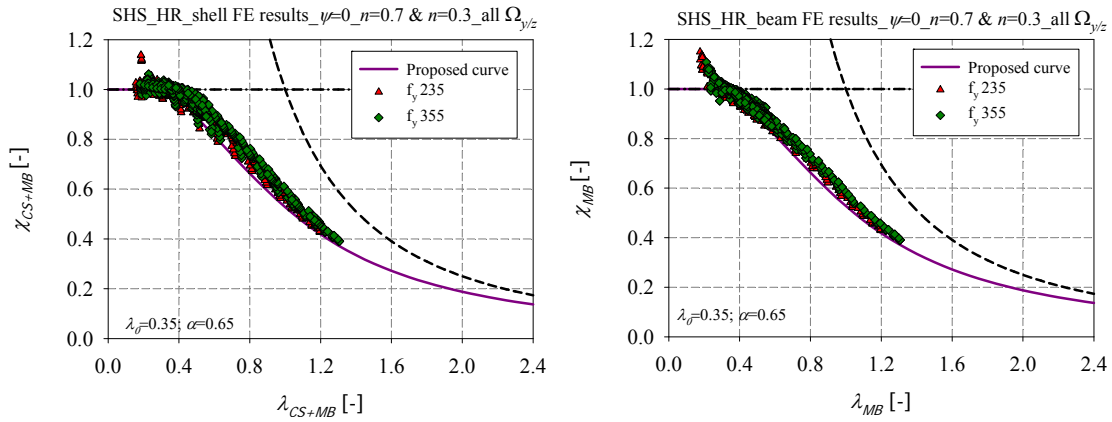 SHS_HR_shell FE results_ψ=0_n=0.7 & n=0.3_all Ω_y/z
1.2
1.0
0.8
0.6
0.4
0.2
0.0
χ_CS+MB [-]
Proposed curve
f_y 235
f_y 355
λ_0=0.35; α=0.65
0.0 0.4 0.8 1.2 1.6 2.0 2.4
λ_CS+MB [-]
SHS_HR_beam FE results_ψ=0_n=0.7 & n=0.3_all Ω_y/z
1.2
1.0
0.8
0.6
0.4
0.2
0.0
χ_MB [-]
Proposed curve
f_y 235
f_y 355
λ_0=0.35; α=0.65
0.0 0.4 0.8 1.2 1.6 2.0 2.4
λ_MB [-]